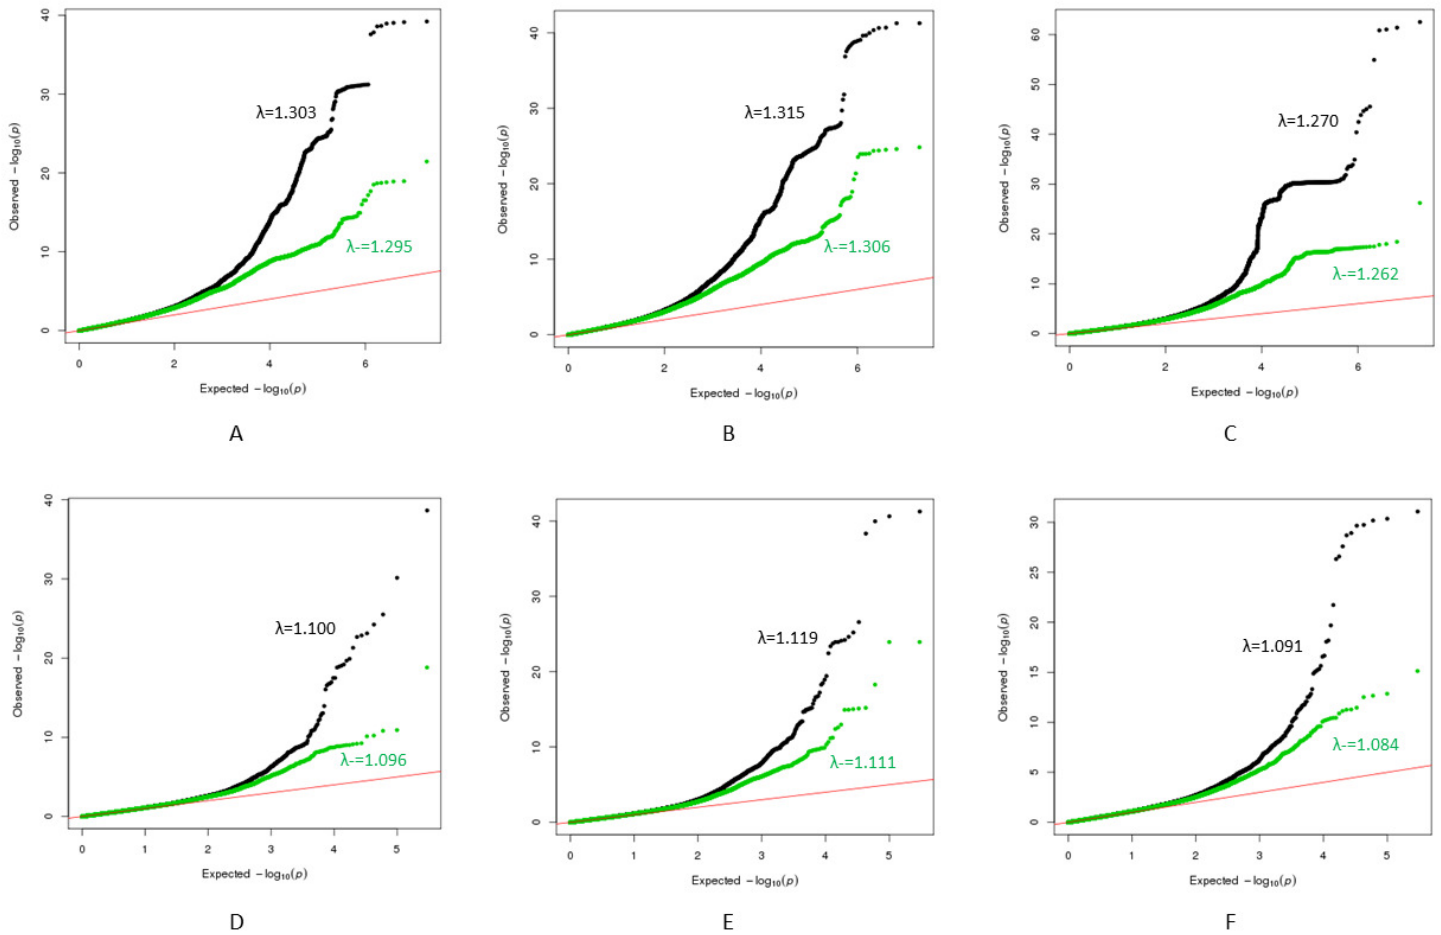 40
30
20
10
0
Observed −log₁₀(p)
λ=1.303
λ-=1.295
0 2 4 6
Expected −log₁₀(p)
A
40
30
20
10
0
Observed −log₁₀(p)
λ=1.315
λ-=1.306
0 2 4 6
Expected −log₁₀(p)
B
60
50
40
30
20
10
0
Observed −log₁₀(p)
λ=1.270
λ-=1.262
0 2 4 6
Expected −log₁₀(p)
C
40
30
20
10
0
Observed −log₁₀(p)
λ=1.100
λ-=1.096
0 1 2 3 4 5
Expected −log₁₀(p)
D
40
30
20
10
0
Observed −log₁₀(p)
λ=1.119
λ-=1.111
0 1 2 3 4 5
Expected −log₁₀(p)
E
30
25
20
15
10
5
0
Observed −log₁₀(p)
λ=1.091
λ-=1.084
0 1 2 3 4 5
Expected −log₁₀(p)
F